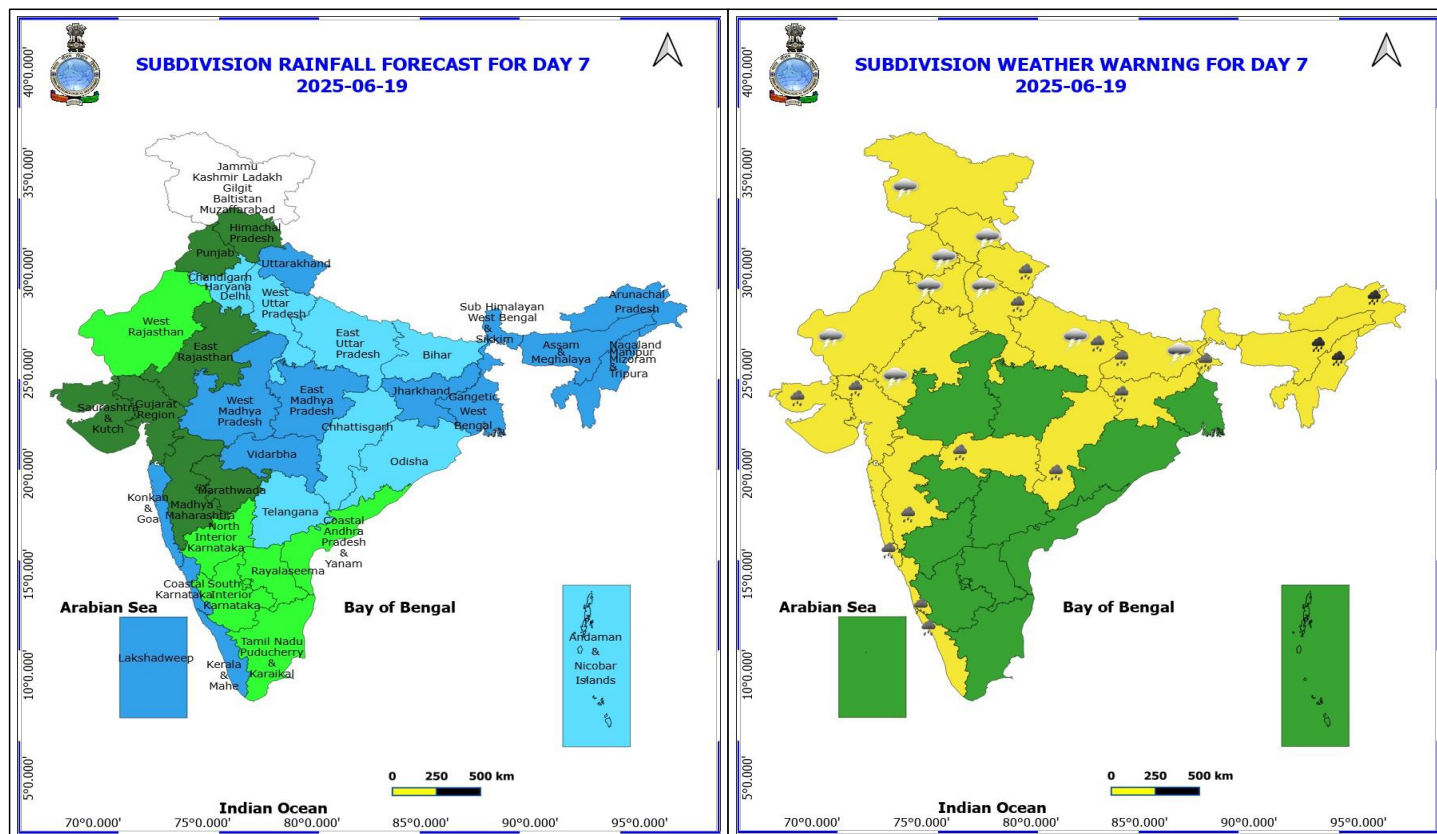 SUBDIVISION RAINFALL FORECAST FOR DAY 7
2025-06-19
Jammu
Kashmir Ladakh
Gilgit
Baltistan
Muzaffarabad
Himachal
Pradesh
Punjab
Uttarakhand
Chandigarh
Haryana
Delhi
West
Uttar
Pradesh
West
Rajasthan
East
Rajasthan
East
Uttar
Pradesh
Bihar
Sub Himalayan
West Bengal
&
Sikkim
Arunachal
Pradesh
Assam
&
Meghalaya
Nagaland
Manipur
Mizoram
&
Tripura
Saurashtra
&
Kutch
Gujarat
Region
West
Madhya
Pradesh
East
Madhya
Pradesh
Jharkhand
Gangetic
West
Bengal
Chhattisgarh
Odisha
Vidarbha
Konkan
&
Goa
Madhya
Maharashtra
Marathwada
Telangana
North
Interior
Karnataka
Coastal
Andhra
Pradesh
&
Yanam
Rayalaseema
Coastal
Karnataka
South
Interior
Karnataka
Tamil Nadu
Puducherry
&
Karaikal
Kerala
&
Mahe
Lakshadweep
Andaman
&
Nicobar
Islands
Arabian Sea
Bay of Bengal
Indian Ocean
0 250 500 km
40°0.000'
35°0.000'
30°0.000'
25°0.000'
20°0.000'
15°0.000'
10°0.000'
5°0.000'
70°0.000' 75°0.000' 80°0.000' 85°0.000' 90°0.000' 95°0.000'
SUBDIVISION WEATHER WARNING FOR DAY 7
2025-06-19
Arabian Sea
Bay of Bengal
Indian Ocean
0 250 500 km
40°0.000'
35°0.000'
30°0.000'
25°0.000'
20°0.000'
15°0.000'
10°0.000'
5°0.000'
70°0.000' 75°0.000' 80°0.000' 85°0.000' 90°0.000' 95°0.000'